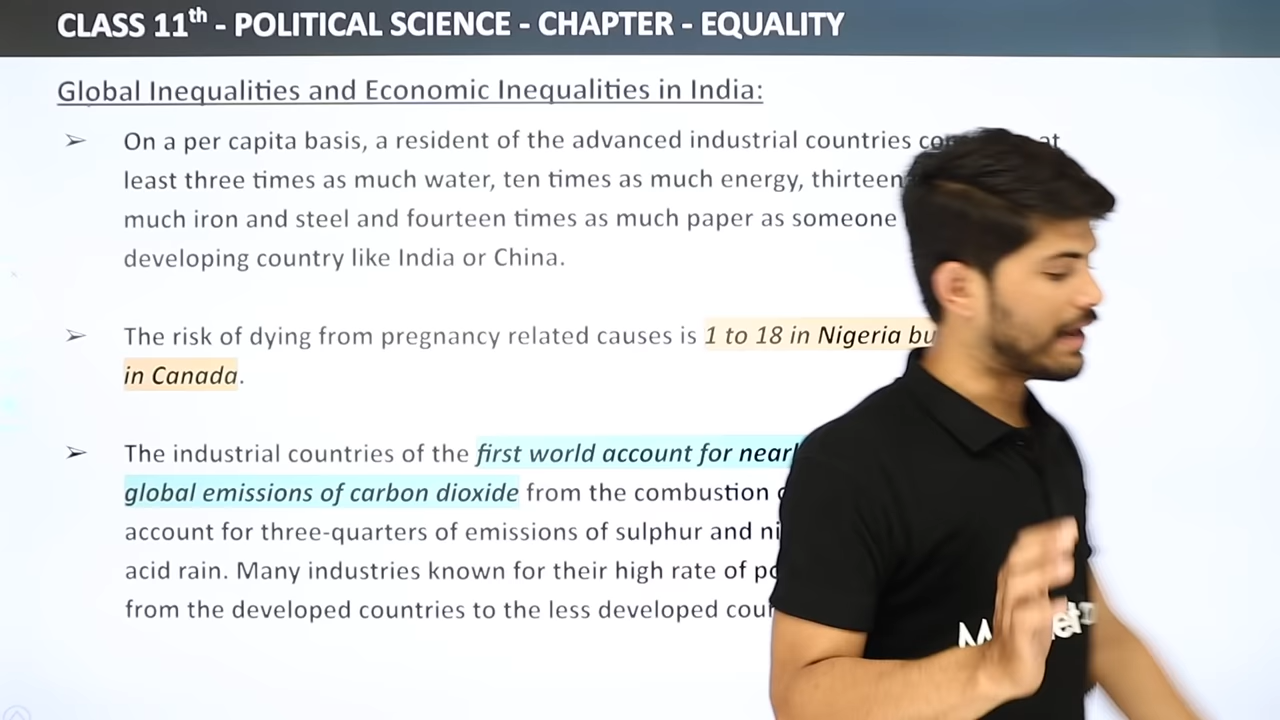 CLASS 11th - POLITICAL SCIENCE - CHAPTER - EQUALITY
Global Inequalities and Economic Inequalities in India:
➢ On a per capita basis, a resident of the advanced industrial countries at
least three times as much water, ten times as much energy, thirteen
much iron and steel and fourteen times as much paper as someone
developing country like India or China.
➢ The risk of dying from pregnancy related causes is 1 to 18 in Nigeria
in Canada.
➢ The industrial countries of the first world account for
global emissions of carbon dioxide from the combustion
account for three-quarters of emissions of sulphur and
acid rain. Many industries known for their high rate of
from the developed countries to the less developed